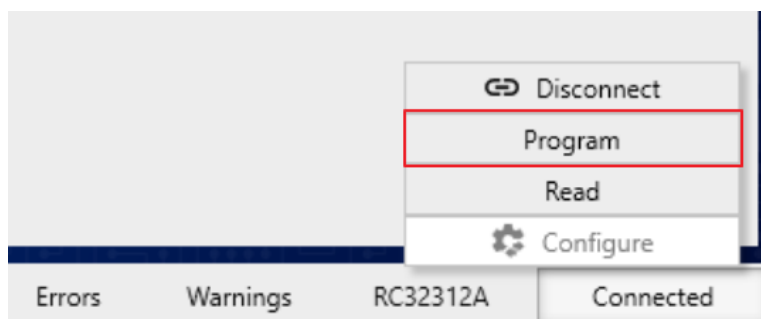 Disconnect
Program
Read
Configure
Errors Warnings RC32312A Connected